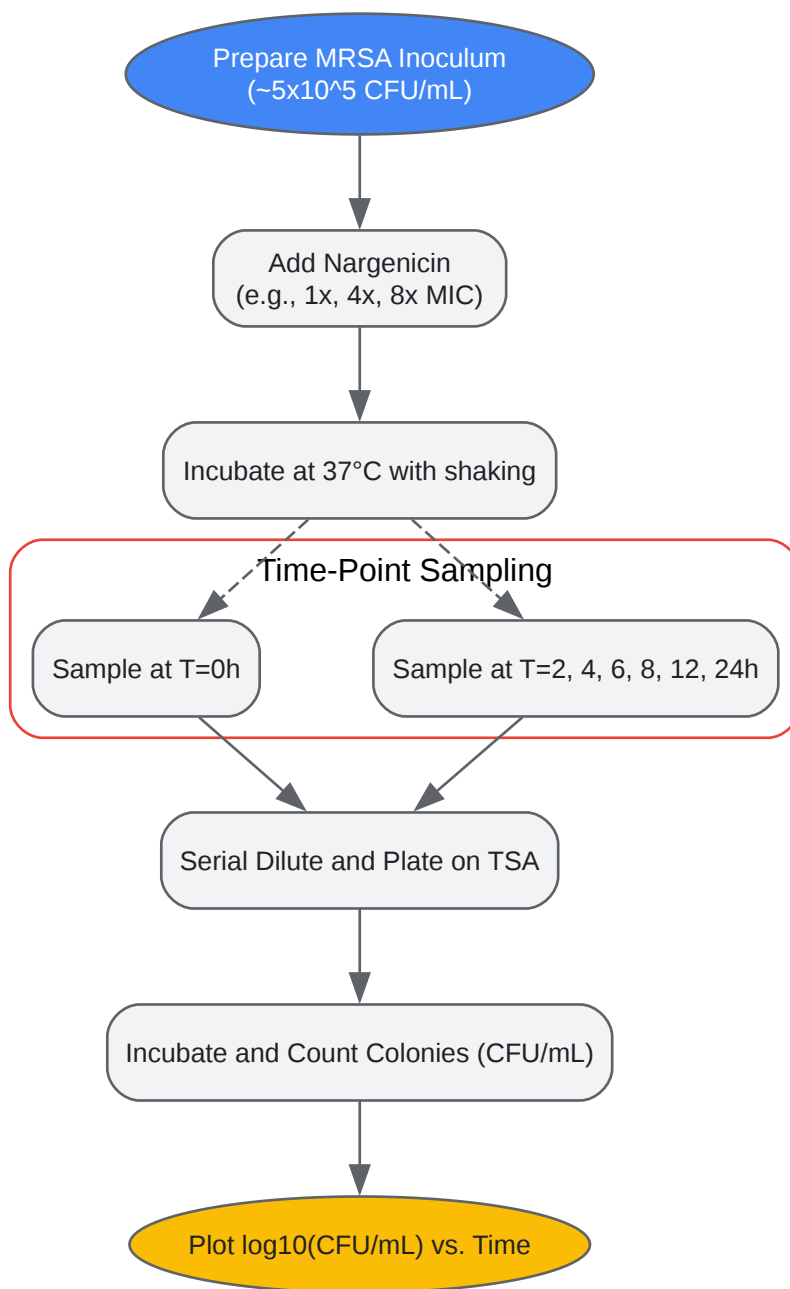 Prepare MRSA Inoculum
(~5x10^5 CFU/mL)
Add Nargenicin
(e.g., 1x, 4x, 8x MIC)
Incubate at 37°C with shaking
Time-Point Sampling
Sample at T=0h
Sample at T=2, 4, 6, 8, 12, 24h
Serial Dilute and Plate on TSA
Incubate and Count Colonies (CFU/mL)
Plot log10(CFU/mL) vs. Time